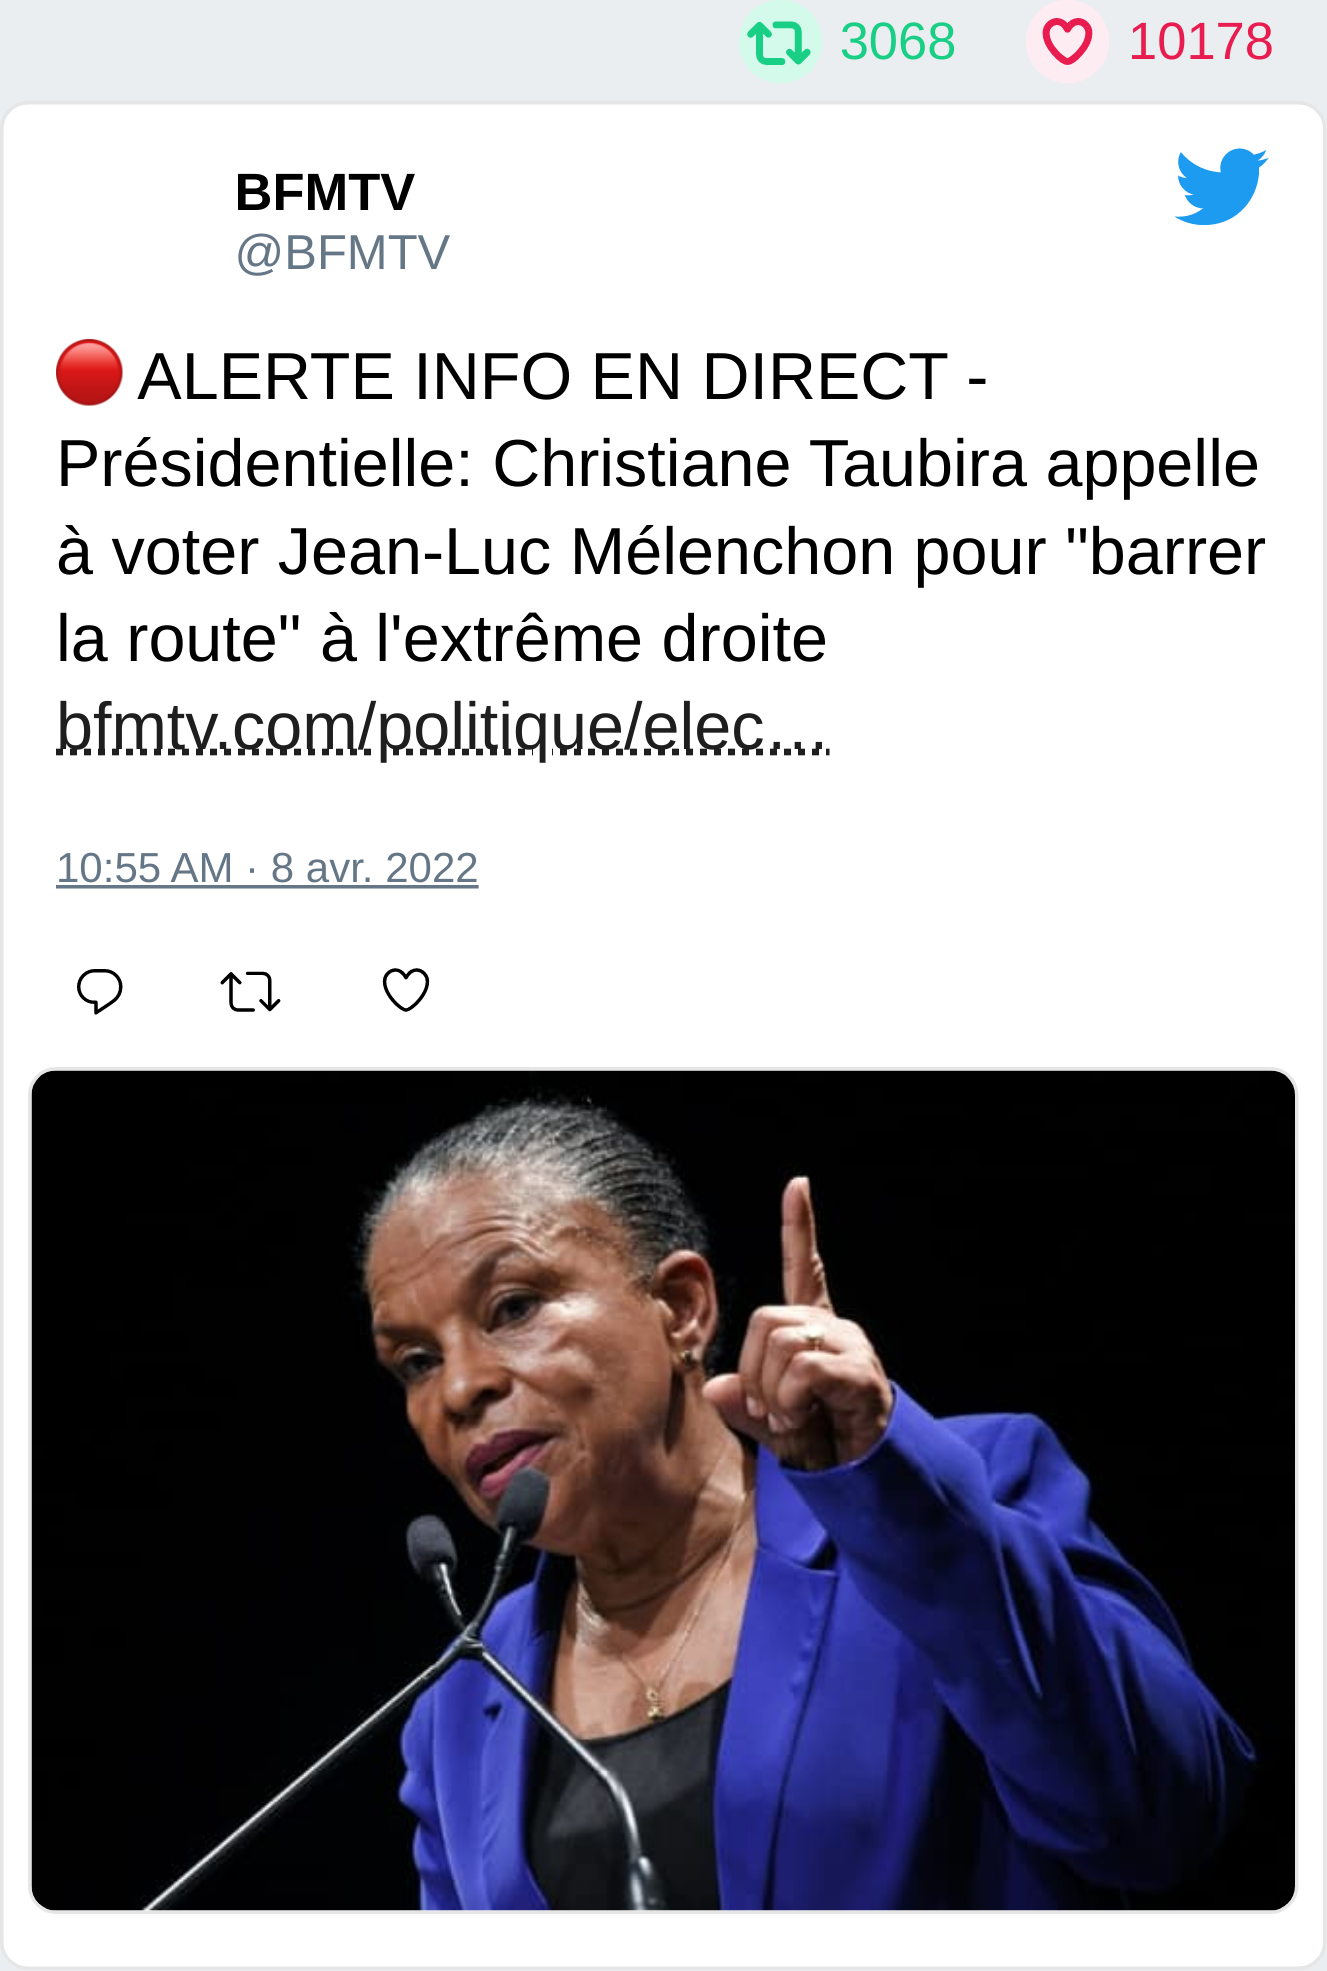 3068 10178
BFMTV
@BFMTV
🔴 ALERTE INFO EN DIRECT -
Présidentielle: Christiane Taubira appelle
à voter Jean-Luc Mélenchon pour "barrer
la route" à l'extrême droite
bfmtv.com/politique/elec…
10:55 AM · 8 avr. 2022